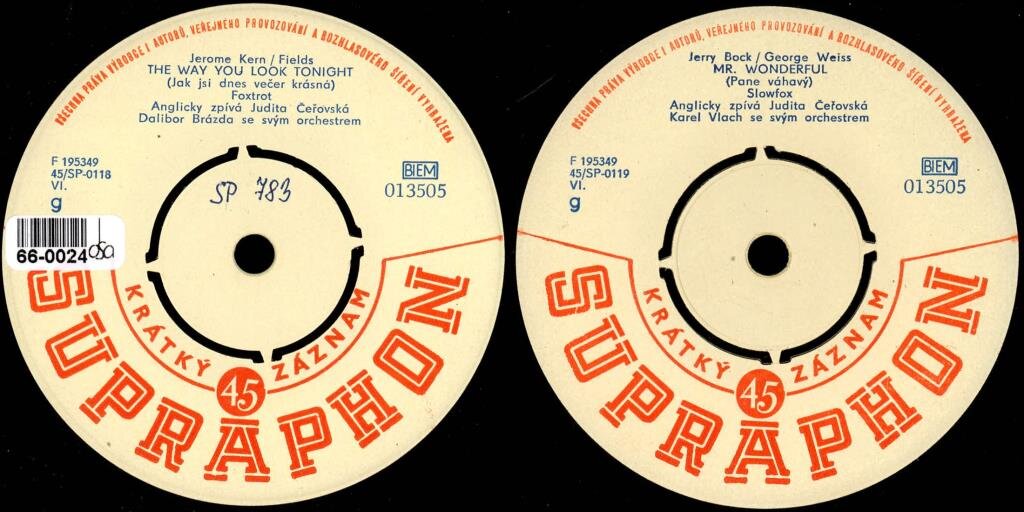 VŠECHNA PRÁVA VÝROBCE I AUTORŮ, VEŘEJNÉHO PROVOZOVÁNÍ A ROZHLASOVÉHO ŠÍŘENÍ VYHRAŽENA
Jerome Kern / Fields
THE WAY YOU LOOK TONIGHT
(Jak jsi dnes večer krásná)
Foxtrot
Anglicky zpívá Judita Čeřovská
Dalibor Brázda se svým orchestrem
F 195349
45/SP-0118
VI.
g
BIEM
013505
SP 783
66-0024
osa
KRÁTKÝ 45 ZÁZNAM
SUPRAPHON
VŠECHNA PRÁVA VÝROBCE I AUTORŮ, VEŘEJNÉHO PROVOZOVÁNÍ A ROZHLASOVÉHO ŠÍŘENÍ VYHRAŽENA
Jerry Bock / George Weiss
MR. WONDERFUL
(Pane váhavý)
Slowfox
Anglicky zpívá Judita Čeřovská
Karel Vlach se svým orchestrem
F 195349
45/SP-0119
VI.
g
BIEM
013505
KRÁTKÝ 45 ZÁZNAM
SUPRAPHON